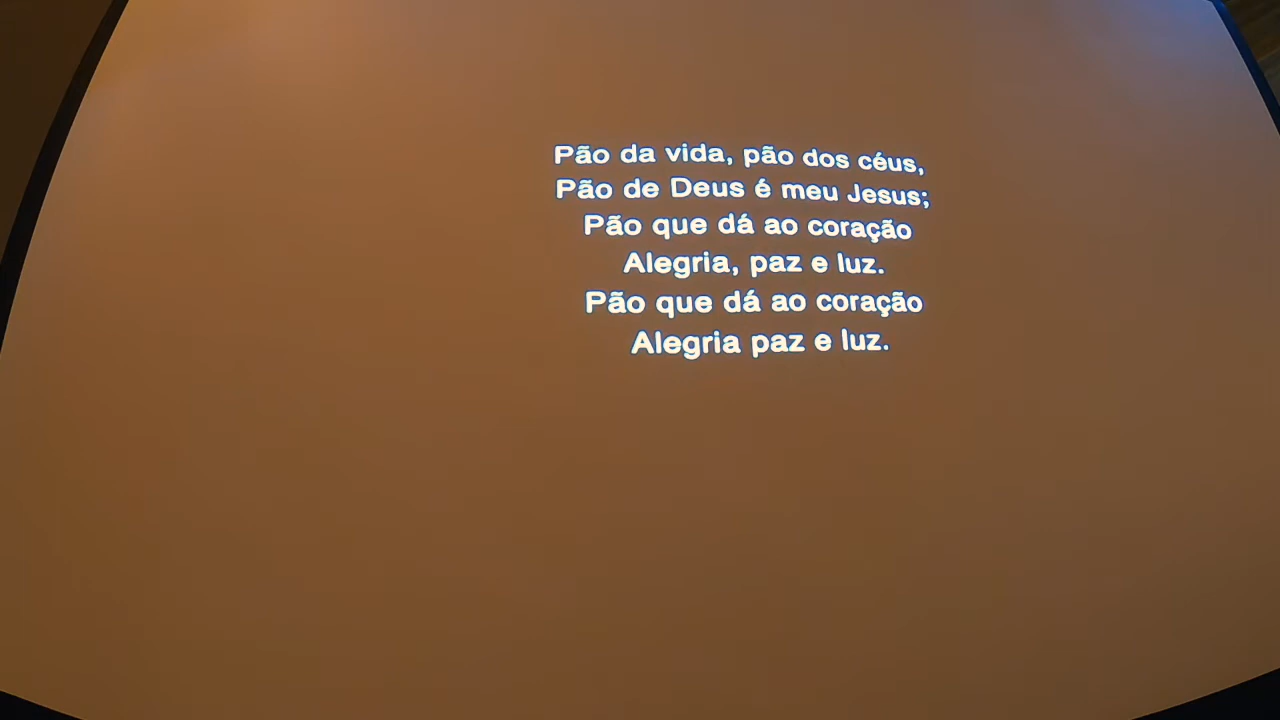 Pão da vida, pão dos céus,
Pão de Deus é meu Jesus;
Pão que dá ao coração
Alegria, paz e luz.
Pão que dá ao coração
Alegria paz e luz.